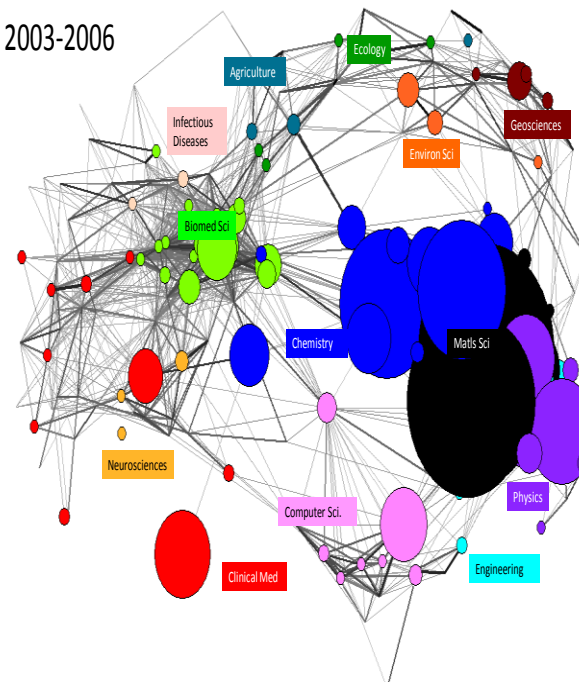 2003-2006
Ecology
Agriculture
Geosciences
Infectious
Diseases
Environ Sci
Biomed Sci
Chemistry
Matls Sci
Neurosciences
Physics
Computer Sci.
Engineering
Clinical Med